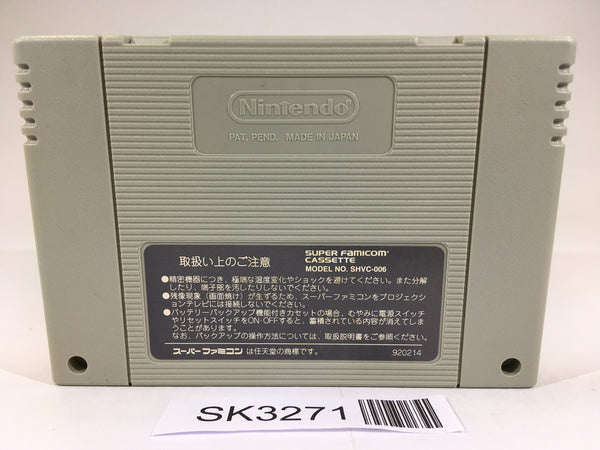 Nintendo®
PAT. PEND. MADE IN JAPAN
取扱い上のご注意
SUPER FAMICOM®
CASSETTE
MODEL NO. SHVC-006
●精密機器につき、極端な温度変化やショックを避けてください。また分解
したり、端子部を汚したりしないでください。
●残像現象(画面焼け)が生ずるため、スーパーファミコンをプロジェクシ
ョンテレビには接続しないでください。
●バッテリーバックアップ機能付きカセットの場合、むやみに電源スイッチ
やリセットスイッチをON・OFFすると、蓄積されている内容が消えてしま
うことがあります。
なお、バックアップの操作方法については、取扱説明書をご参照ください。
スーパーファミコンは任天堂の商標です。
920214
SK3271